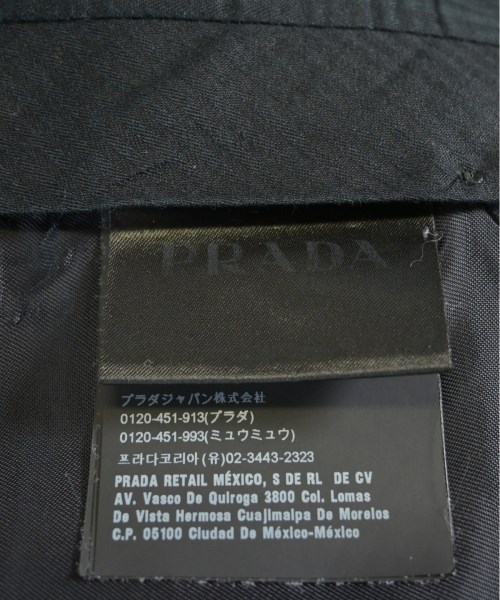 PRADA
プラダジャパン株式会社
0120-451-913(プラダ)
0120-451-993(ミュウミュウ)
프라다코리아(유)02-3443-2323
PRADA RETAIL MÉXICO, S DE RL DE CV
AV. Vasco De Quiroga 3800 Col. Lomas
De Vista Hermosa Cuajimalpa De Morelos
C.P. 05100 Ciudad De México-México